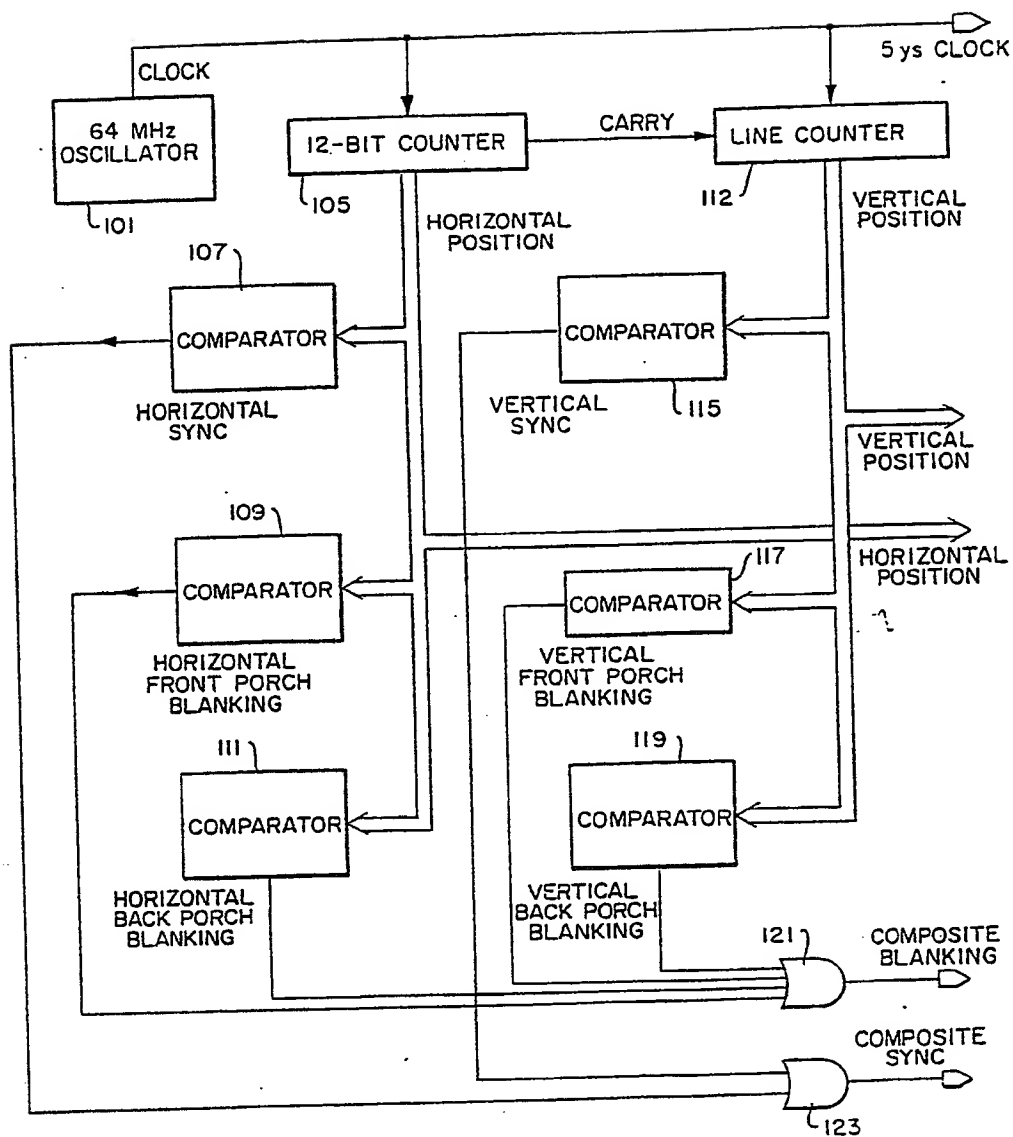 5 ys CLOCK
CLOCK
64 MHz
OSCILLATOR
101
12-BIT COUNTER
105
CARRY
LINE COUNTER
112
HORIZONTAL
POSITION
VERTICAL
POSITION
107
COMPARATOR
HORIZONTAL
SYNC
COMPARATOR
VERTICAL
SYNC
115
VERTICAL
POSITION
109
COMPARATOR
HORIZONTAL
FRONT PORCH
BLANKING
117
COMPARATOR
VERTICAL
FRONT PORCH
BLANKING
HORIZONTAL
POSITION
111
COMPARATOR
HORIZONTAL
BACK PORCH
BLANKING
119
COMPARATOR
VERTICAL
BACK PORCH
BLANKING
121
COMPOSITE
BLANKING
COMPOSITE
SYNC
123